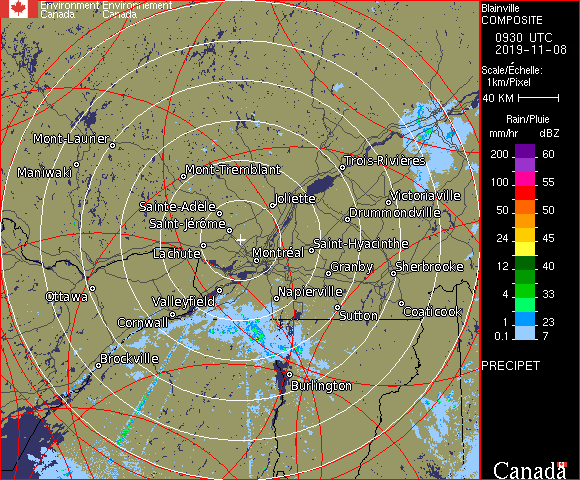 Environment Environnement
Canada Canada
Blainville
COMPOSITE
0930 UTC
2019-11-08
Scale/Échelle:
1km/Pixel
40 KM
Rain/Pluie
mm/hr dBZ
200 60
150 57
100 55
50 50
24 45
12 40
4 33
1 23
0.1 7
PRECIPET
Canada
Mont-Laurier
Maniwaki
Mont-Tremblant
Trois-Rivières
Joliette
Victoriaville
Sainte-Adèle
Drummondville
Saint-Jérôme
Saint-Hyacinthe
Lachute
Montréal
Granby
Sherbrooke
Ottawa
Valleyfield
Napierville
Cornwall
Sutton
Coaticook
Brockville
Burlington